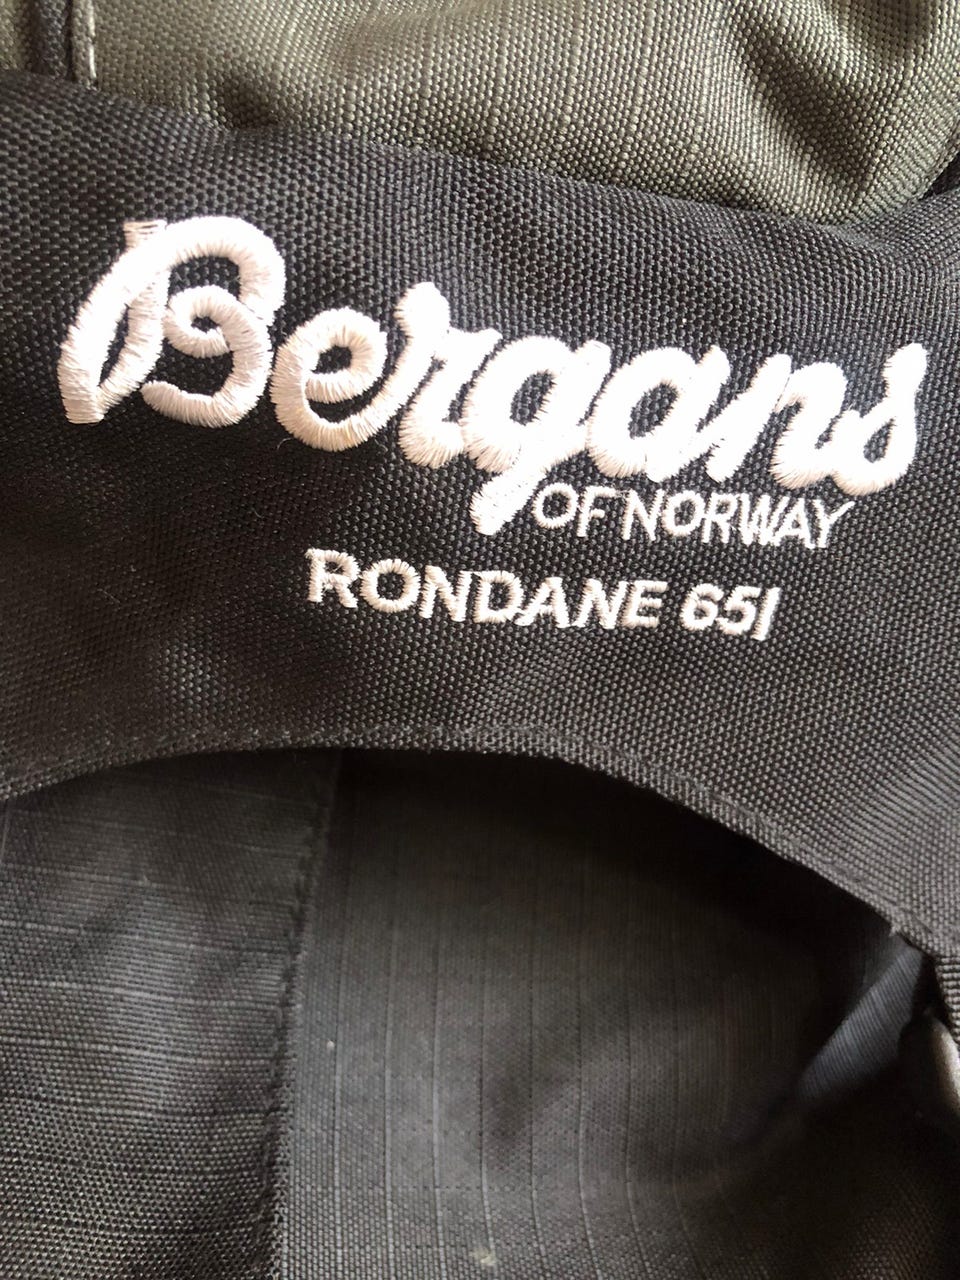 Bergans
OF NORWAY
RONDANE 65l